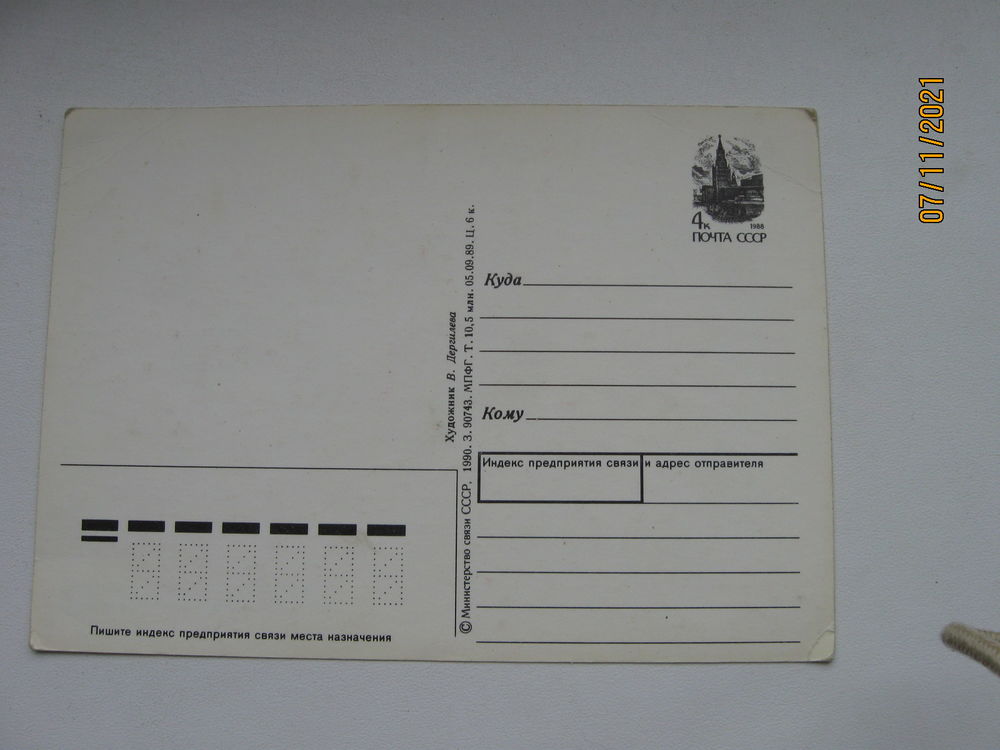 07/11/2021
4к 1988
ПОЧТА СССР
Куда
Кому
Индекс предприятия связи и адрес отправителя
Художник В. Дергилева
© Министерство связи СССР, 1990. З. 90743. МПФГ. Т. 10,5 млн. 05.09.89. Ц. 6 к.
Пишите индекс предприятия связи места назначения